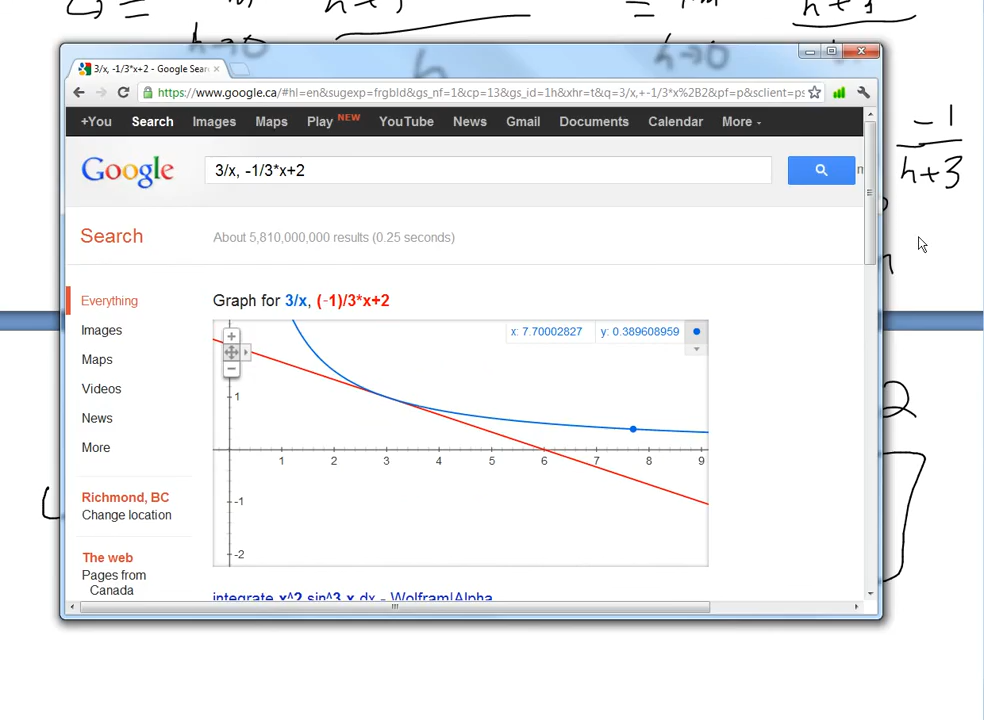 h→0
h→0
h
-1
h+3
2
3/x, -1/3*x+2 - Google Sear
https://www.google.ca/#hl=en&sugexp=frgbld&gs_nf=1&cp=13&gs_id=1h&xhr=t&q=3/x,+-1/3*x%2B2&pf=p&sclient=ps
+You Search Images Maps Play NEW YouTube News Gmail Documents Calendar More
Google
3/x, -1/3*x+2
Search
About 5,810,000,000 results (0.25 seconds)
Everything
Images
Maps
Videos
News
More
Richmond, BC
Change location
The web
Pages from
Canada
Graph for 3/x, (-1)/3*x+2
x: 7.70002827 y: 0.389608959
1
1 2 3 4 5 6 7 8 9
-1
-2
integrate x^2 sin^3 x dx - Wolfram|Alpha